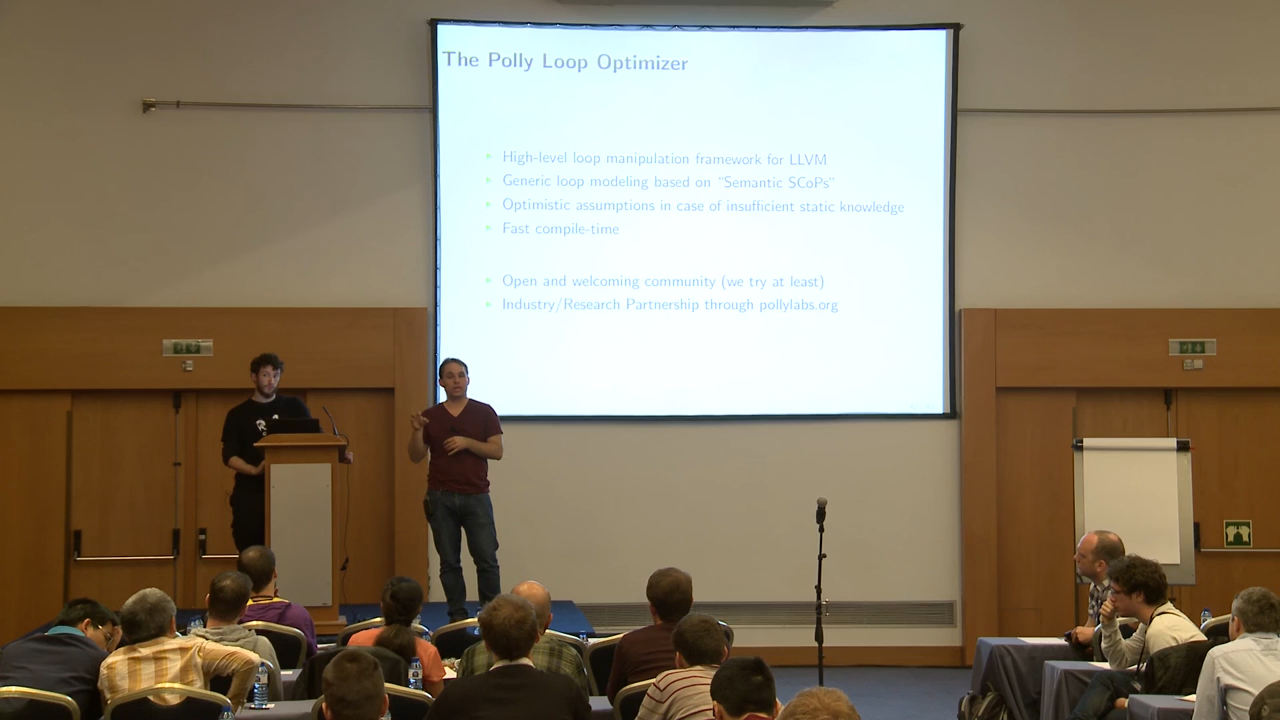 The Polly Loop Optimizer
High-level loop manipulation framework for LLVM
Generic loop modeling based on “Semantic SCoPs”
Optimistic assumptions in case of insufficient static knowledge
Fast compile-time
Open and welcoming community (we try at least)
Industry/Research Partnership through pollylabs.org